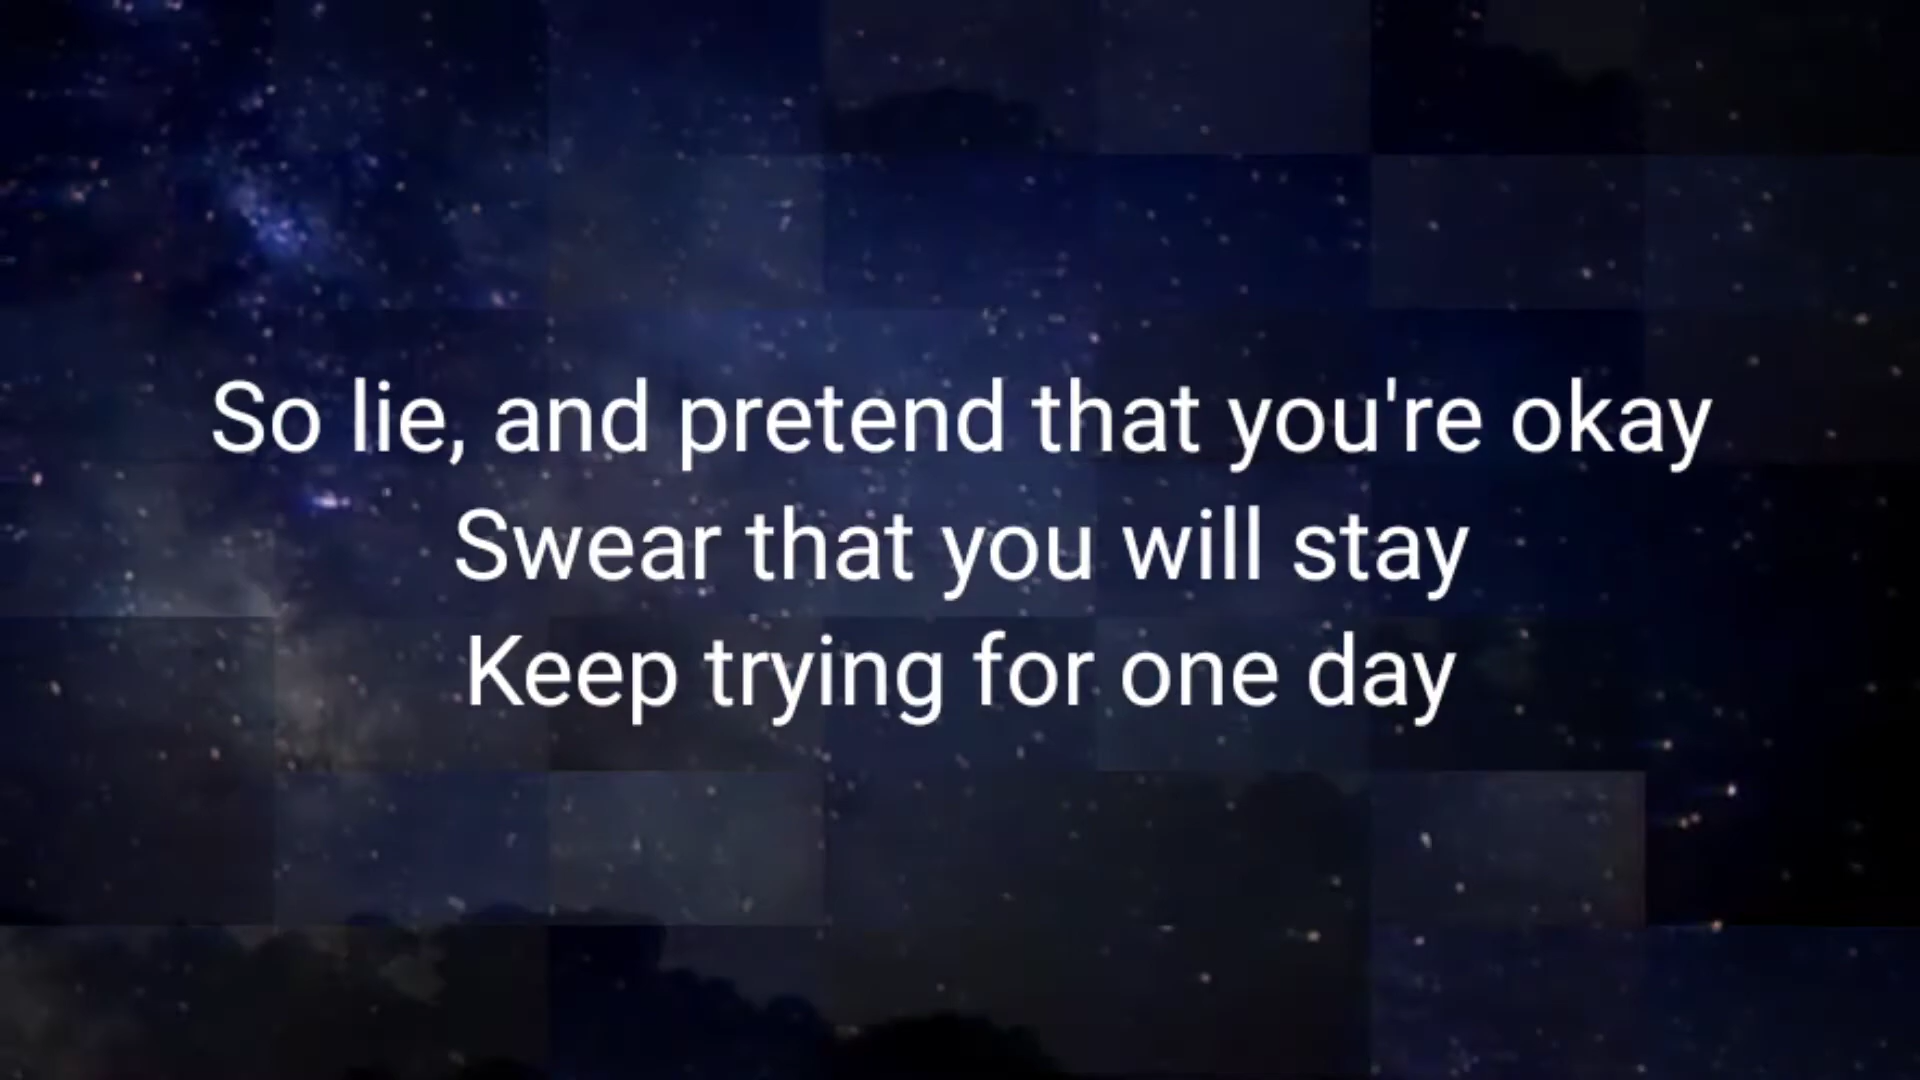 So lie, and pretend that you're okay
Swear that you will stay
Keep trying for one day